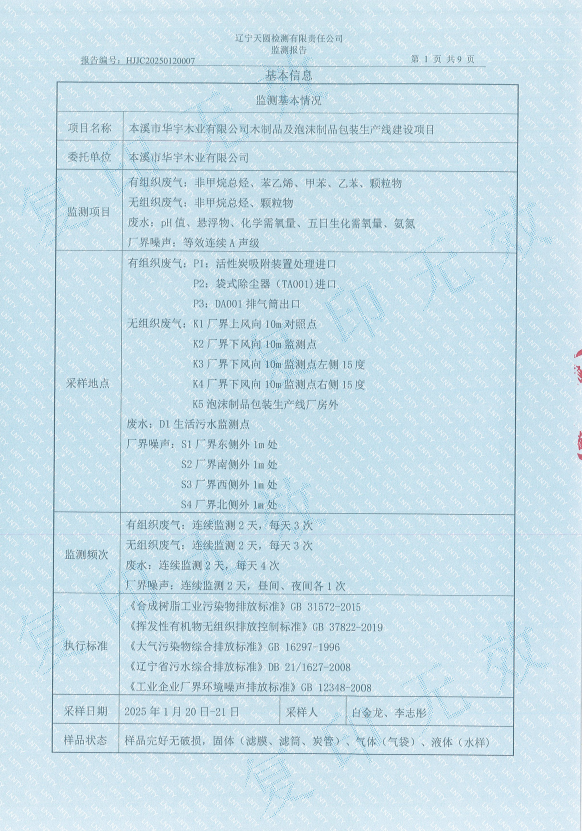 辽宁天圆检测有限责任公司
监测报告
报告编号：HJJC20250120007
第 1 页 共 9 页
基本信息
监测基本情况
项目名称 本溪市华宇木业有限公司木制品及泡沫制品包装生产线建设项目
委托单位 本溪市华宇木业有限公司
监测项目
有组织废气：非甲烷总烃、苯乙烯、甲苯、乙苯、颗粒物
无组织废气：非甲烷总烃、颗粒物
废水：pH 值、悬浮物、化学需氧量、五日生化需氧量、氨氮
厂界噪声：等效连续 A 声级
采样地点
有组织废气：P1：活性炭吸附装置处理进口
P2：袋式除尘器（TA001)进口
P3：DA001 排气筒出口
无组织废气：K1 厂界上风向 10m 对照点
K2 厂界下风向 10m 监测点
K3 厂界下风向 10m 监测点左侧 15 度
K4 厂界下风向 10m 监测点右侧 15 度
K5 泡沫制品包装生产线厂房外
废水：D1 生活污水监测点
厂界噪声：S1 厂界东侧外 1m 处
S2 厂界南侧外 1m 处
S3 厂界西侧外 1m 处
S4 厂界北侧外 1m 处
监测频次
有组织废气：连续监测 2 天，每天 3 次
无组织废气：连续监测 2 天，每天 3 次
废水：连续监测 2 天，每天 4 次
厂界噪声：连续监测 2 天，昼间、夜间各 1 次
执行标准
《合成树脂工业污染物排放标准》GB 31572-2015
《挥发性有机物无组织排放控制标准》GB 37822-2019
《大气污染物综合排放标准》GB 16297-1996
《辽宁省污水综合排放标准》DB 21/1627-2008
《工业企业厂界环境噪声排放标准》GB 12348-2008
采样日期 2025 年 1 月 20 日-21 日 采样人 白金龙、李志彤
样品状态 样品完好无破损，固体（滤膜、滤筒、炭管）、气体（气袋）、液体（水样）
复印无效
复印无效
复印无效
复印无效